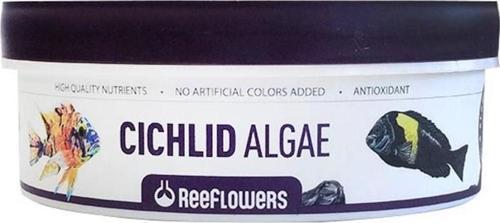 HIGH QUALITY NUTRIENTS • NO ARTIFICIAL COLORS ADDED • ANTIOXIDANT
CICHLID ALGAE
REEFLOWERS